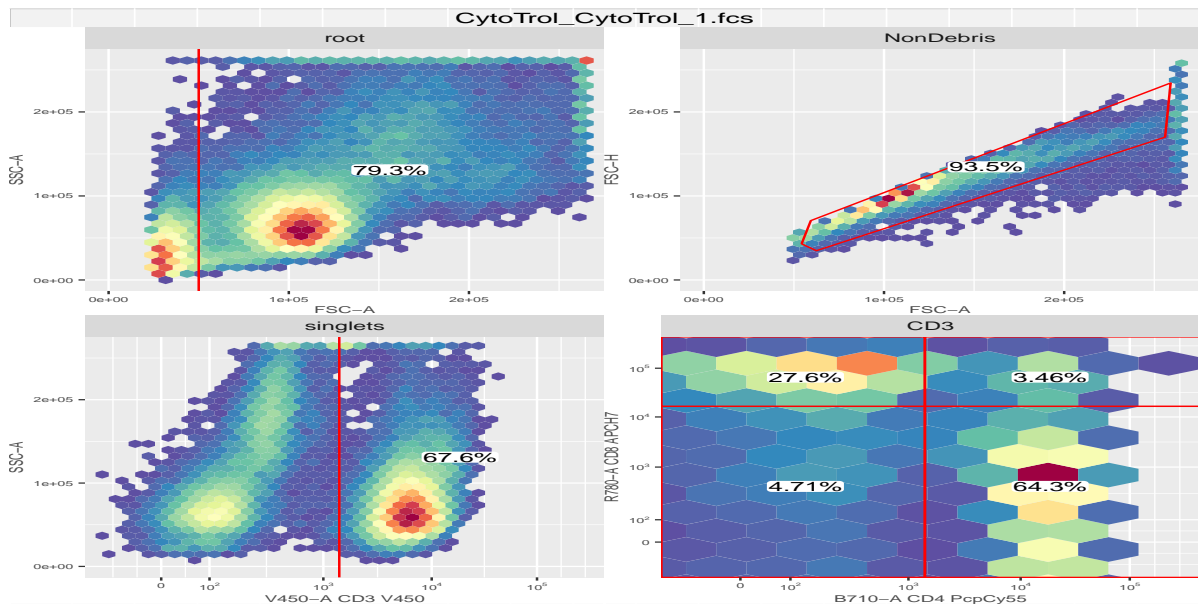 CytoTrol_CytoTrol_1.fcs
root
NonDebris
SSC-A
2e+05
1e+05
0e+00
79.3%
0e+00 1e+05 2e+05
FSC-A
FSC-H
2e+05
1e+05
0e+00
93.5%
0e+00 1e+05 2e+05
FSC-A
singlets
CD3
SSC-A
2e+05
1e+05
0e+00
67.6%
0 10² 10³ 10⁴ 10⁵
V450-A CD3 V450
R780-A CD8 APCH7
10⁵
10⁴
10³
10²
0
27.6% 3.46%
4.71% 64.3%
0 10² 10³ 10⁴ 10⁵
B710-A CD4 PcpCy55